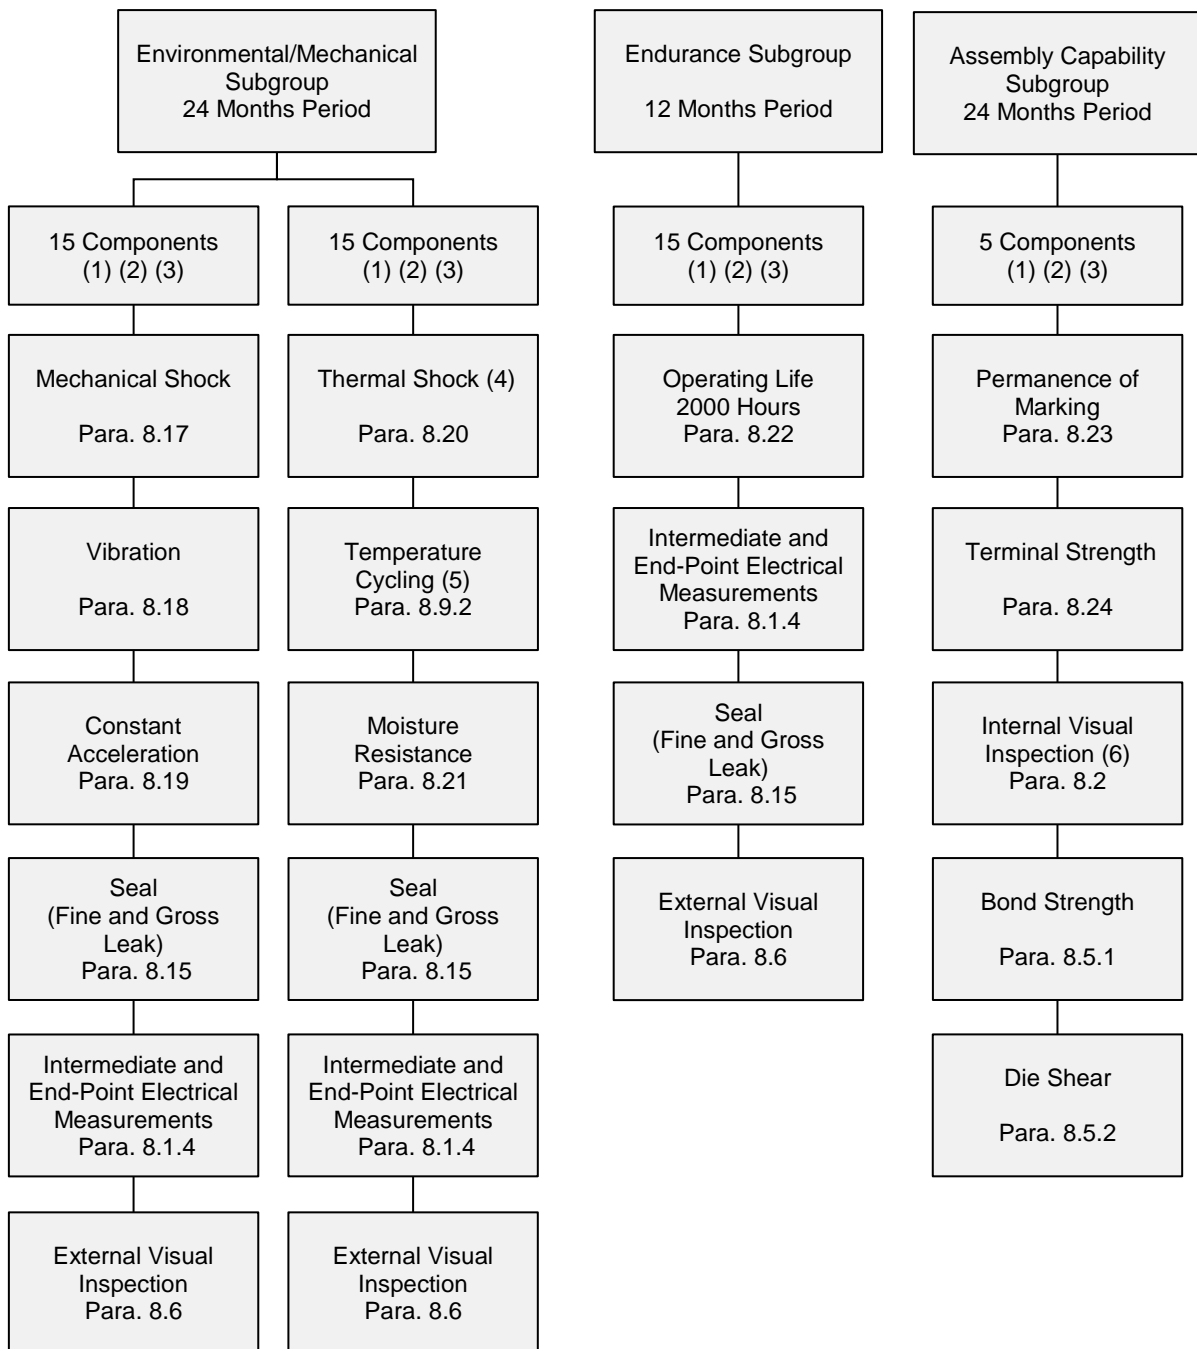 Environmental/Mechanical
Subgroup
24 Months Period
15 Components
(1) (2) (3)
Mechanical Shock
Para. 8.17
Vibration
Para. 8.18
Constant
Acceleration
Para. 8.19
Seal
(Fine and Gross
Leak)
Para. 8.15
Intermediate and
End-Point Electrical
Measurements
Para. 8.1.4
External Visual
Inspection
Para. 8.6
15 Components
(1) (2) (3)
Thermal Shock (4)
Para. 8.20
Temperature
Cycling (5)
Para. 8.9.2
Moisture
Resistance
Para. 8.21
Seal
(Fine and Gross
Leak)
Para. 8.15
Intermediate and
End-Point Electrical
Measurements
Para. 8.1.4
External Visual
Inspection
Para. 8.6
Endurance Subgroup
12 Months Period
15 Components
(1) (2) (3)
Operating Life
2000 Hours
Para. 8.22
Intermediate and
End-Point Electrical
Measurements
Para. 8.1.4
Seal
(Fine and Gross
Leak)
Para. 8.15
External Visual
Inspection
Para. 8.6
Assembly Capability
Subgroup
24 Months Period
5 Components
(1) (2) (3)
Permanence of
Marking
Para. 8.23
Terminal Strength
Para. 8.24
Internal Visual
Inspection (6)
Para. 8.2
Bond Strength
Para. 8.5.1
Die Shear
Para. 8.5.2